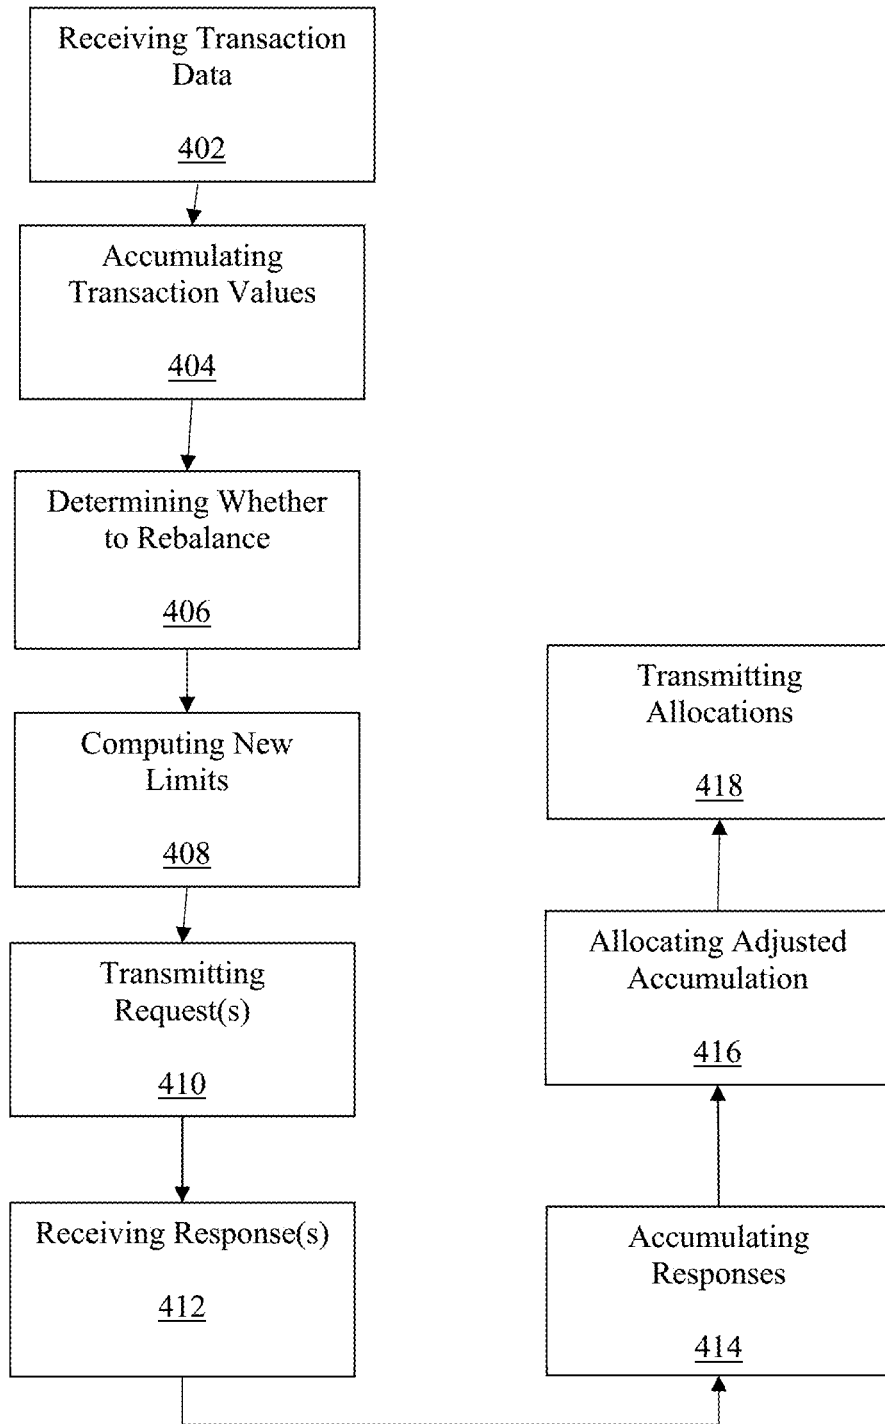 Receiving Transaction
Data
402
Accumulating
Transaction Values
404
Determining Whether
to Rebalance
406
Computing New
Limits
408
Transmitting
Request(s)
410
Receiving Response(s)
412
Accumulating
Responses
414
Allocating Adjusted
Accumulation
416
Transmitting
Allocations
418